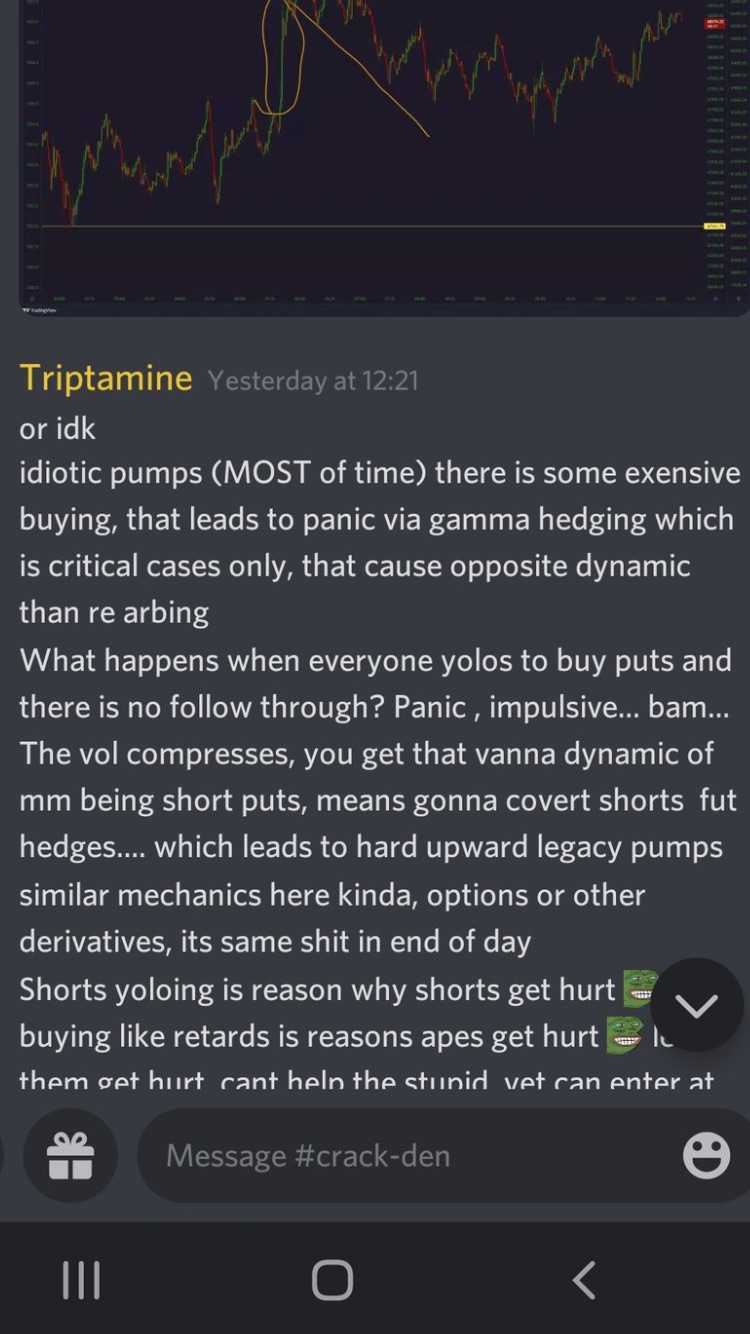 TradingView
Triptamine Yesterday at 12:21
or idk
idiotic pumps (MOST of time) there is some exensive
buying, that leads to panic via gamma hedging which
is critical cases only, that cause opposite dynamic
than re arbing
What happens when everyone yolos to buy puts and
there is no follow through? Panic , impulsive... bam...
The vol compresses, you get that vanna dynamic of
mm being short puts, means gonna covert shorts  fut
hedges.... which leads to hard upward legacy pumps
similar mechanics here kinda, options or other
derivatives, its same shit in end of day
Shorts yoloing is reason why shorts get hurt
buying like retards is reasons apes get hurt
them get hurt, cant help the stupid, yet can enter at
Message #crack-den